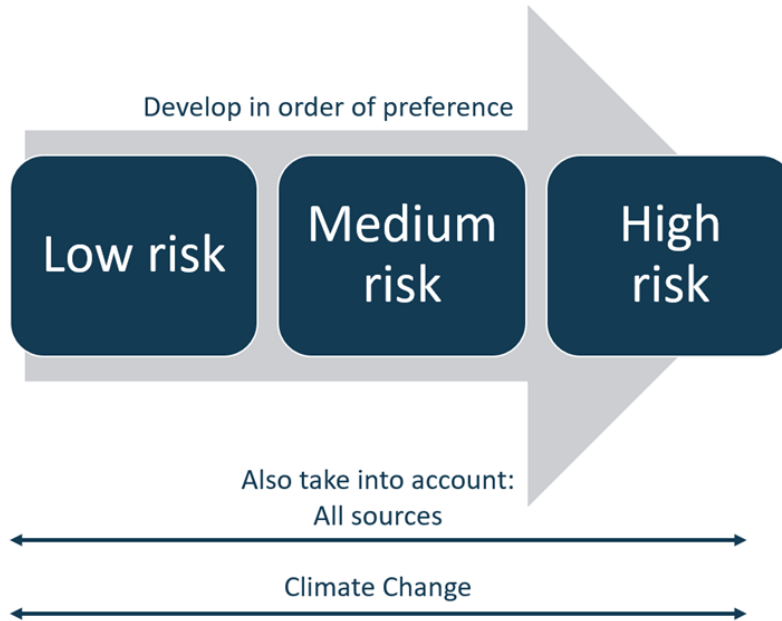 Develop in order of preference
Low risk
Medium
risk
High
risk
Also take into account:
All sources
Climate Change